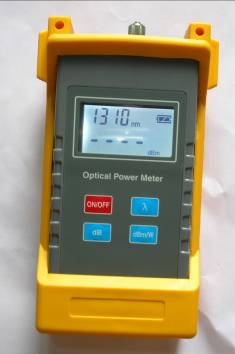 1310 nm
- - - -
dBm
Optical Power Meter
ON/OFF λ
dB dBm/W